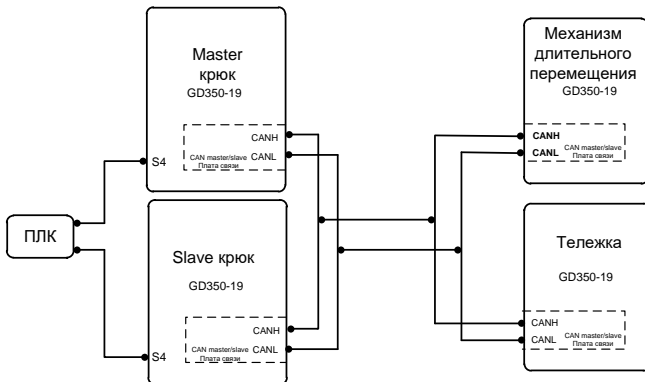 Master
крюк
GD350-19
CANH
CAN master/slave
Плата связи
CANL
S4
ПЛК
Slave крюк
GD350-19
CANH
CAN master/slave
Плата связи
CANL
S4
Механизм
длительного
перемещения
GD350-19
CANH
CANL
CAN master/slave
Плата связи
Тележка
GD350-19
CANH
CANL
CAN master/slave
Плата связи